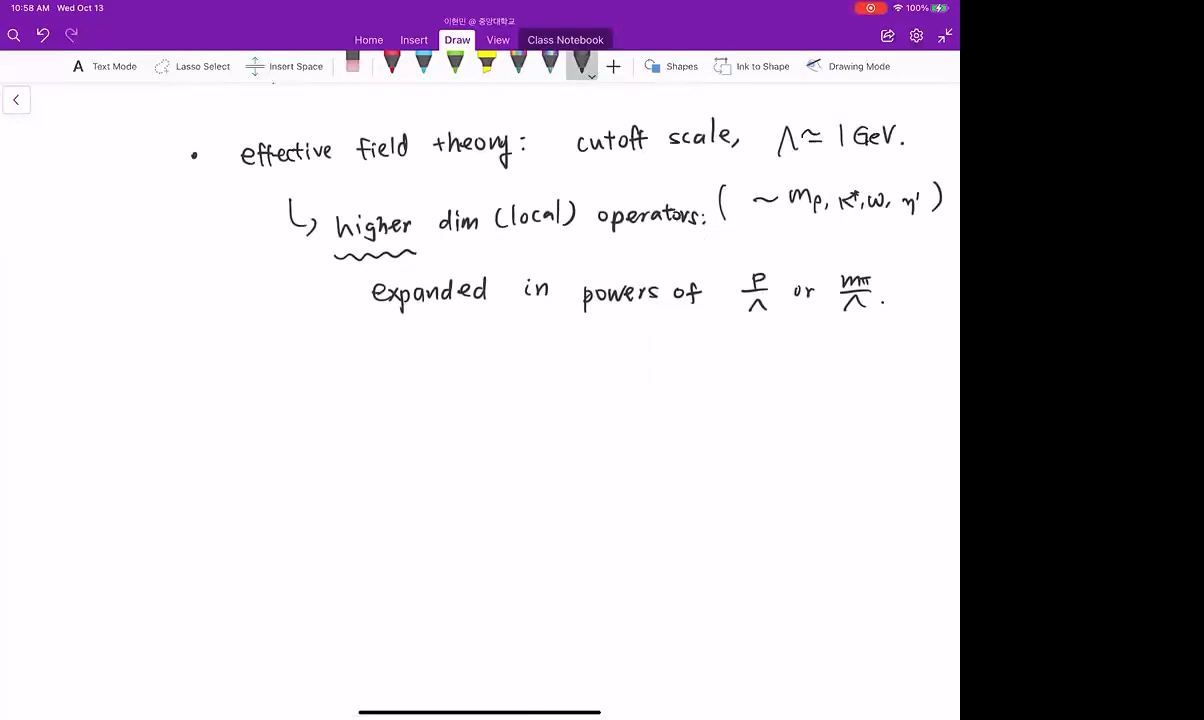 10:58 AM Wed Oct 13
100%
이현민 @ 중앙대학교
Home Insert Draw View Class Notebook
A Text Mode Lasso Select Insert Space Shapes Ink to Shape Drawing Mode
• effective field theory: cutoff scale, Λ ≃ 1 GeV.
↳ higher dim (local) operators: ( ~ mρ, K*, ω, η' )
expanded in powers of p/Λ or mπ/Λ.